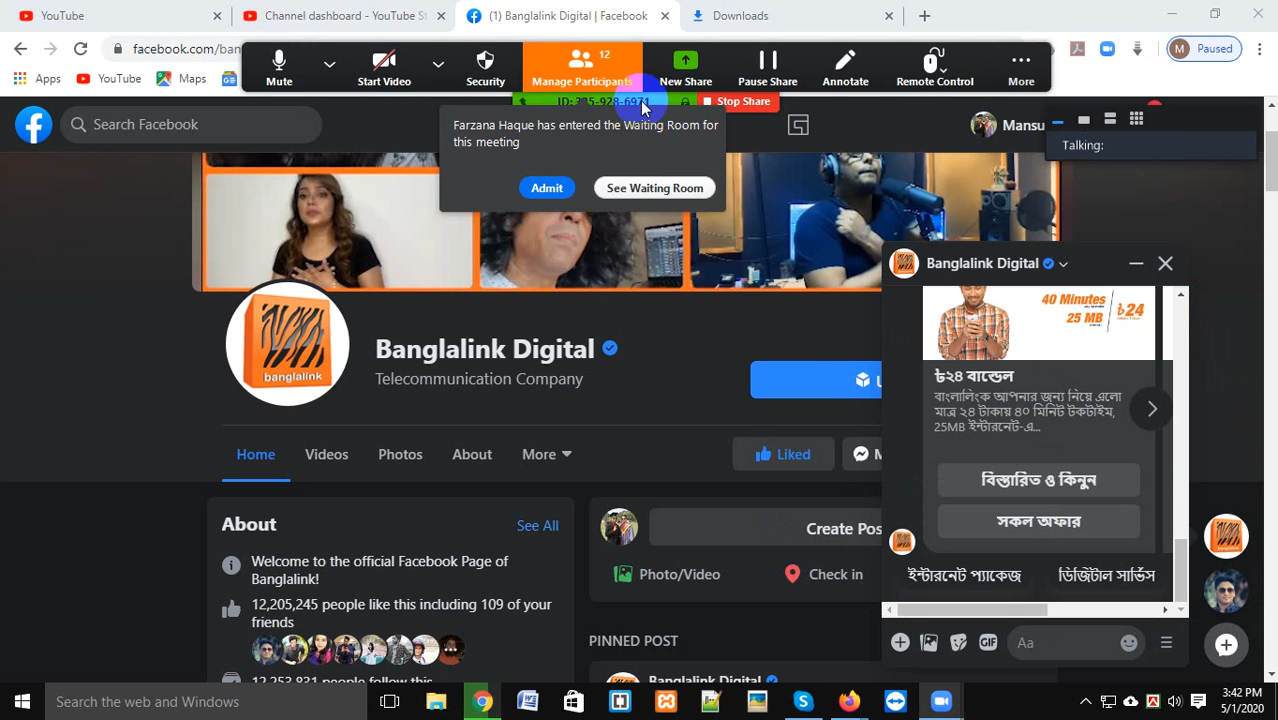 YouTube
Channel dashboard - YouTube St
(1) Banglalink Digital | Facebook
Downloads
facebook.com/ban
M Paused
Apps
YouTube
Maps
Mute
Start Video
Security
12
Manage Participants
New Share
Pause Share
Annotate
Remote Control
More
Stop Share
Search Facebook
Farzana Haque has entered the Waiting Room for
this meeting
Admit
See Waiting Room
Mansu
Talking:
Banglalink Digital
Telecommunication Company
banglalink
Home
Videos
Photos
About
More
Liked
M
U
About
See All
Welcome to the official Facebook Page of
Banglalink!
12,205,245 people like this including 109 of your
friends
Create Pos
Photo/Video
Check in
PINNED POST
Banglalink Digital
Banglalink Digital
40 Minutes
25 MB
৳24
৳২৪ বান্ডেল
বাংলালিংক আপনার জন্য নিয়ে এলো
মাত্র ২৪ টাকায় ৪০ মিনিট টকটাইম,
25MB ইন্টারনেট-এ...
বিস্তারিত ও কিনুন
সকল অফার
ইন্টারনেট প্যাকেজ
ডিজিটাল সার্ভিস
GIF
Aa
Search the web and Windows
3:42 PM
5/1/2020